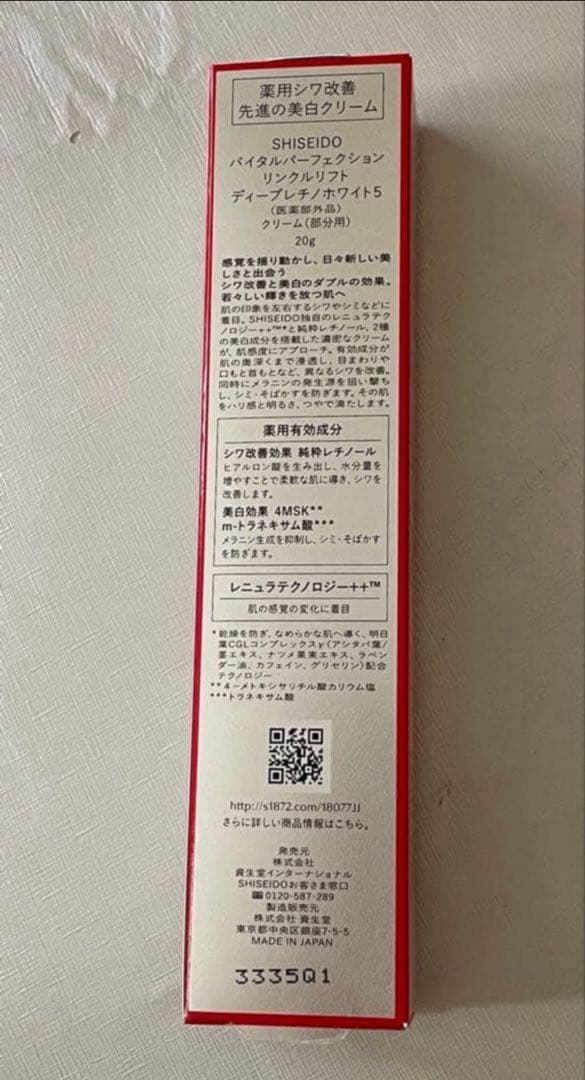 薬用シワ改善
先進の美白クリーム
SHISEIDO
バイタルパーフェクション
リンクルリフト
ディープレチノホワイト5
（医薬部外品）
クリーム（部分用）
20g
感覚を揺り動かし、日々新しい美
しさと出会う
シワ改善と美白のダブルの効果。
若々しい輝きを放つ肌へ
肌の印象を左右するシワやシミなどに
着目。SHISEIDO独自のレニュラテク
ノロジー++™*と純粋レチノール、2種
の美白成分を搭載した濃密なクリーム
が、肌感度にアプローチ。有効成分が
肌の奥深くまで浸透し、目まわりや
口もと首もとなど、異なるシワを改善。
同時にメラニンの発生源を狙い撃ち
し、シミ・そばかすを防ぎます。その肌
をハリ感と明るさ、つやで満たします。
薬用有効成分
シワ改善効果 純粋レチノール
ヒアルロン酸を生み出し、水分量を
増やすことで柔軟な肌に導き、シワを
改善します。
美白効果 4MSK**
m-トラネキサム酸***
メラニン生成を抑制し、シミ・そばかす
を防ぎます。
レニュラテクノロジー++™
肌の感覚の変化に着目
*乾燥を防ぎ、なめらかな肌へ導く、明日
葉CGLコンプレックスγ（アシタバ葉/
茎エキス、ナツメ果実エキス、ラベン
ダー油、カフェイン、グリセリン）配合
テクノロジー
**4-メトキシサリチル酸カリウム塩
***トラネキサム酸
http://s1872.com/18077JJ
さらに詳しい商品情報はこちら。
発売元
株式会社
資生堂インターナショナル
SHISEIDOお客さま窓口
0120-587-289
製造販売元
株式会社 資生堂
東京都中央区銀座7-5-5
MADE IN JAPAN
3335Q1